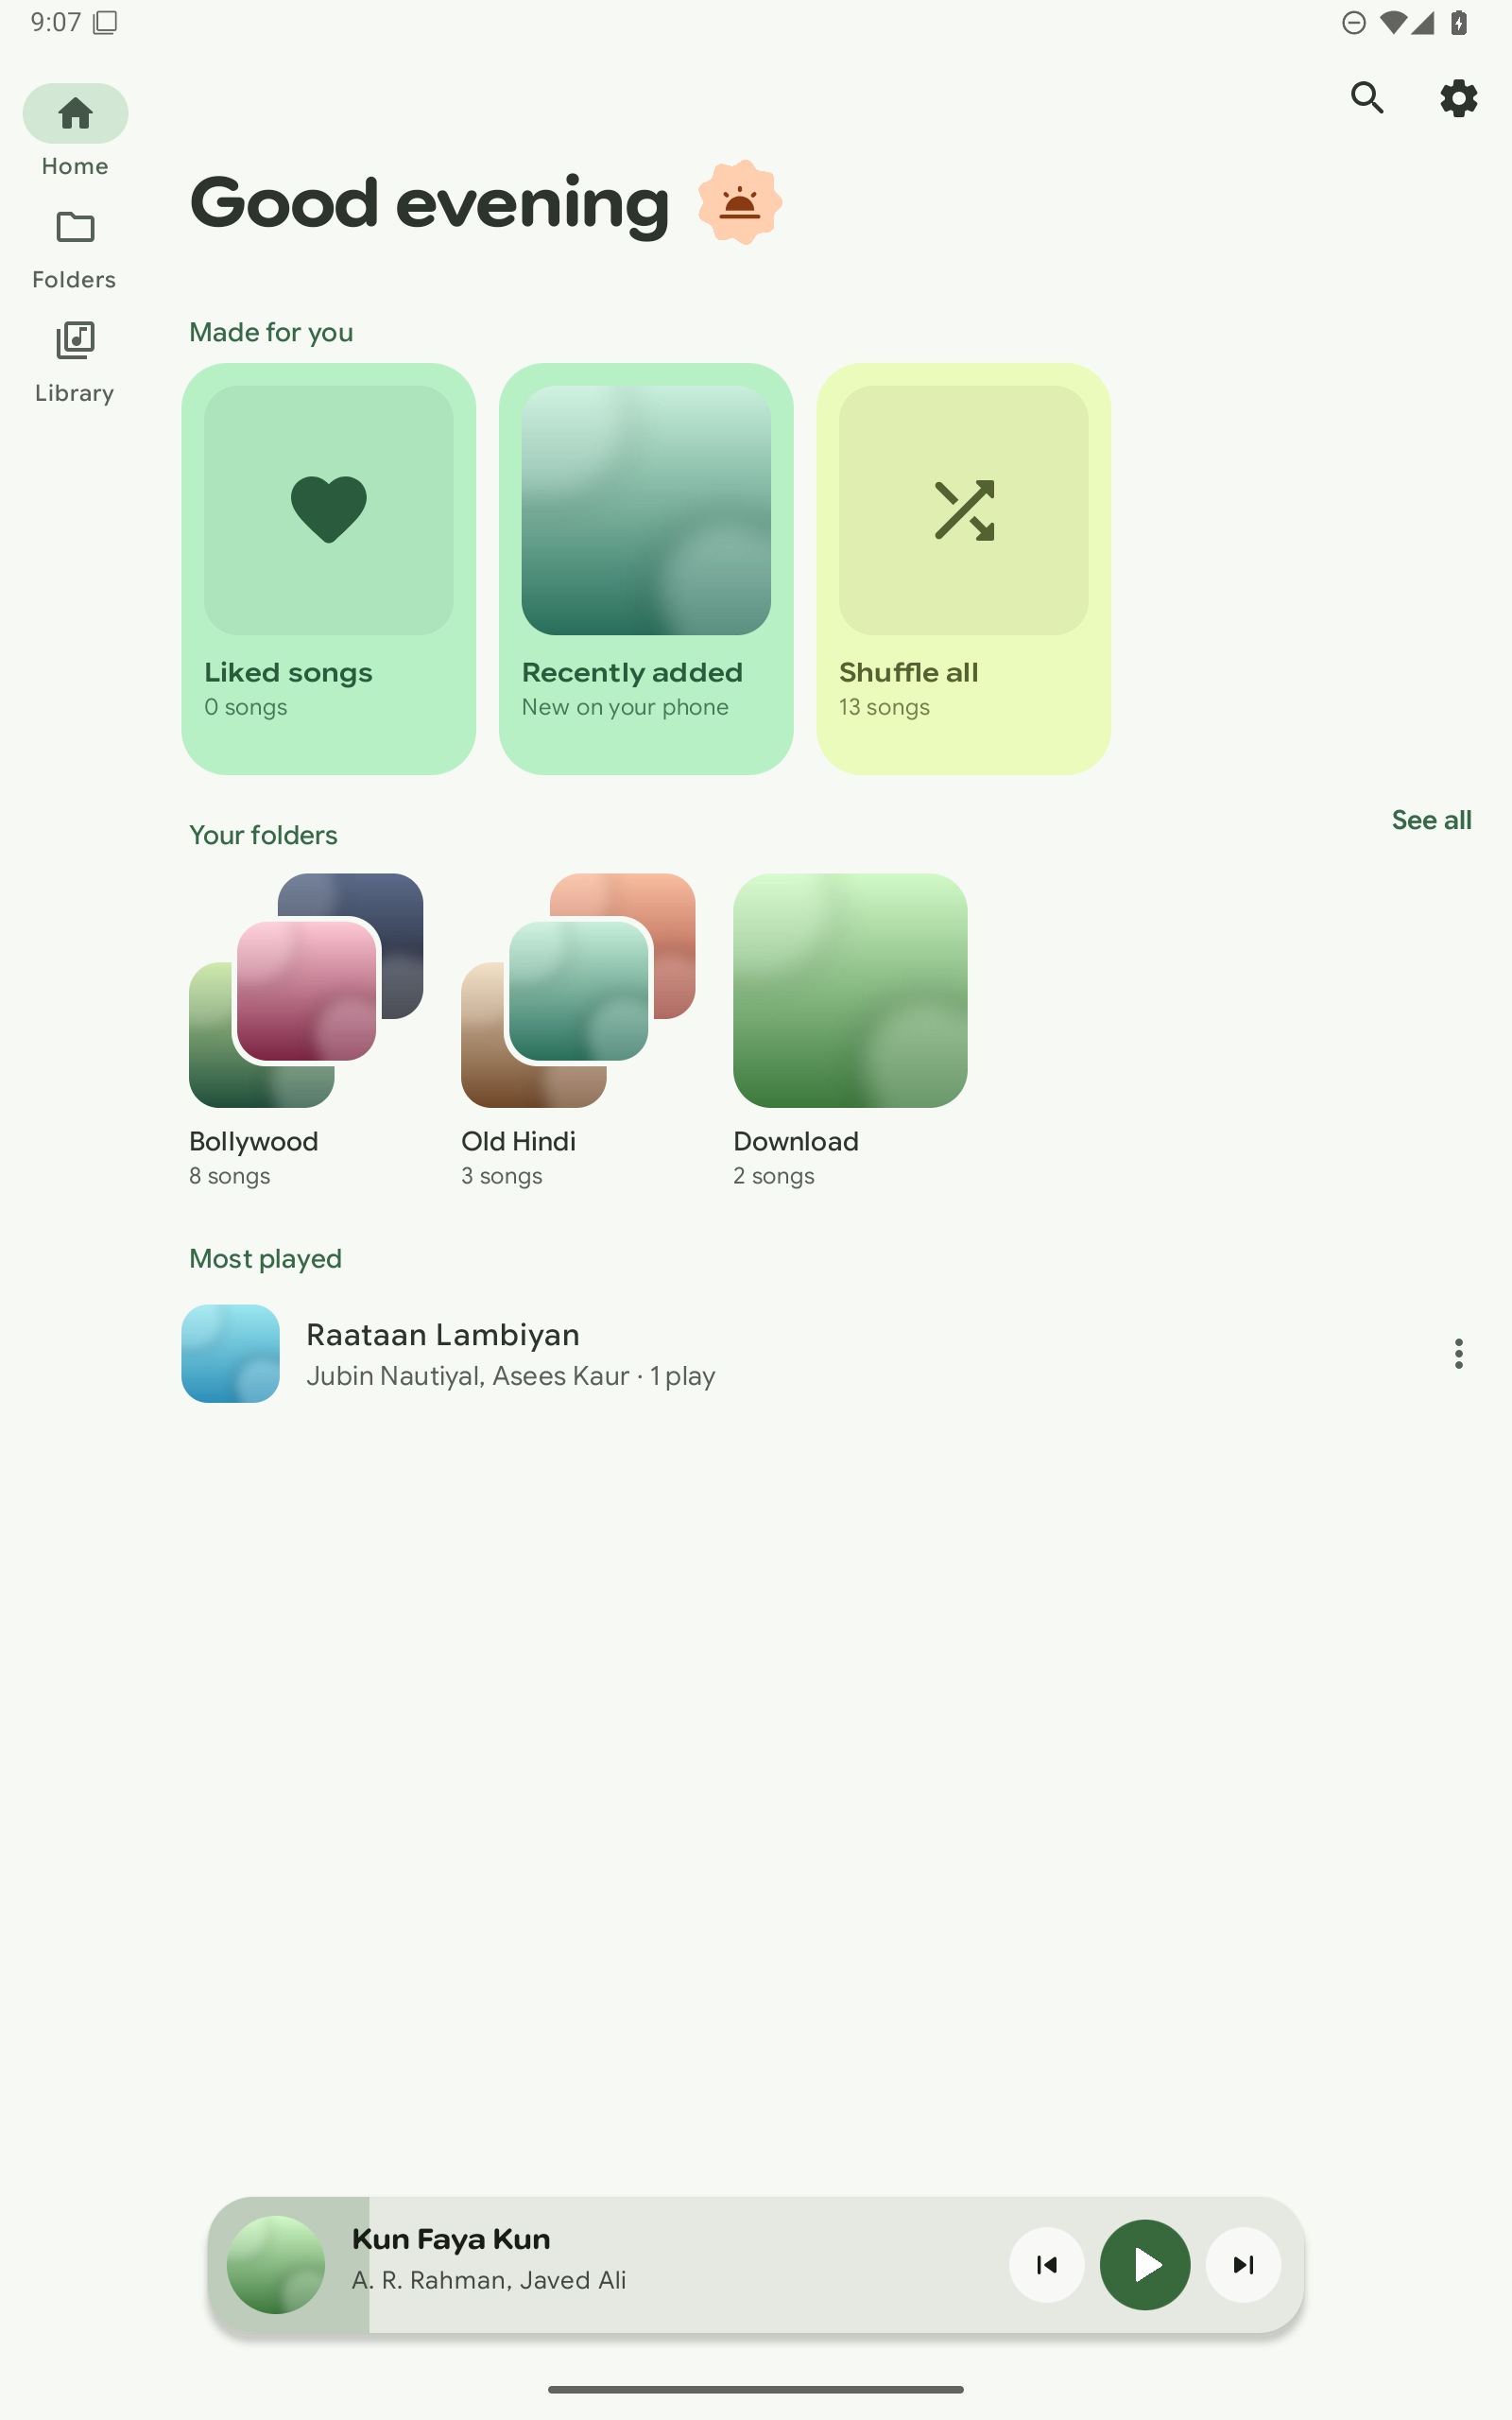 9:07
Home
Folders
Library
Good evening
Made for you
Liked songs
0 songs
Recently added
New on your phone
Shuffle all
13 songs
Your folders
See all
Bollywood
8 songs
Old Hindi
3 songs
Download
2 songs
Most played
Raataan Lambiyan
Jubin Nautiyal, Asees Kaur · 1 play
Kun Faya Kun
A. R. Rahman, Javed Ali